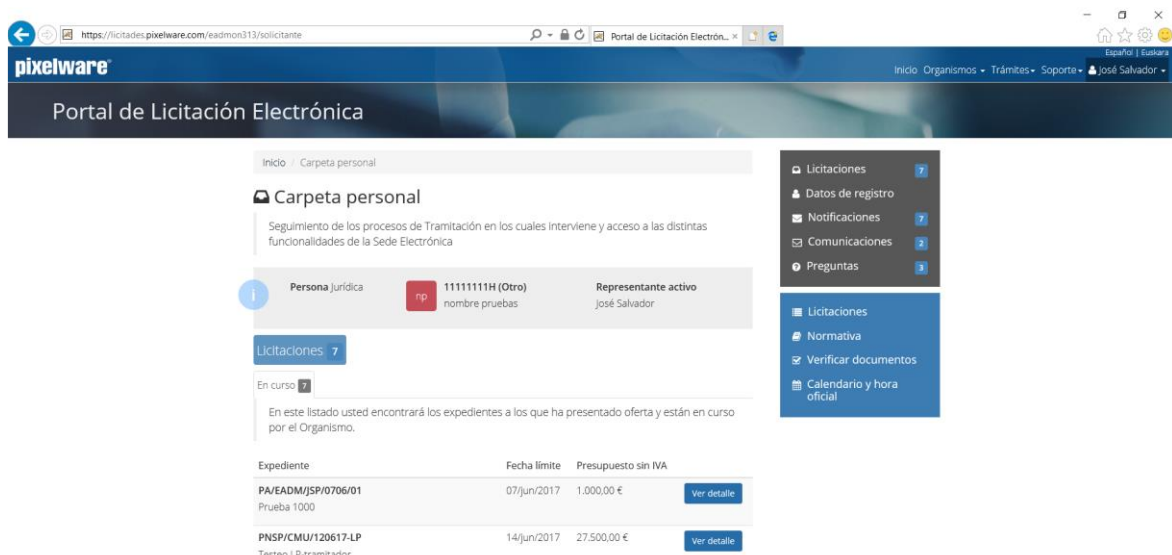 https://licitades.pixelware.com/eadmon313/solicitante
Portal de Licitación Electrón...
Español | Euskara
pixelware
Inicio Organismos Trámites Soporte José Salvador
Portal de Licitación Electrónica
Inicio / Carpeta personal
Carpeta personal
Seguimiento de los procesos de Tramitación en los cuales interviene y acceso a las distintas
funcionalidades de la Sede Electrónica
i
Persona Jurídica
np
11111111H (Otro)
nombre pruebas
Representante activo
José Salvador
Licitaciones 7
En curso 7
En este listado usted encontrará los expedientes a los que ha presentado oferta y están en curso
por el Organismo.
Expediente Fecha límite Presupuesto sin IVA
PA/EADM/JSP/0706/01 07/jun/2017 1.000,00 € Ver detalle
Prueba 1000
PNSP/CMU/120617-LP 14/jun/2017 27.500,00 € Ver detalle
Testeo LP-tramitador
Licitaciones 7
Datos de registro
Notificaciones 7
Comunicaciones 2
Preguntas 3
Licitaciones
Normativa
Verificar documentos
Calendario y hora
oficial